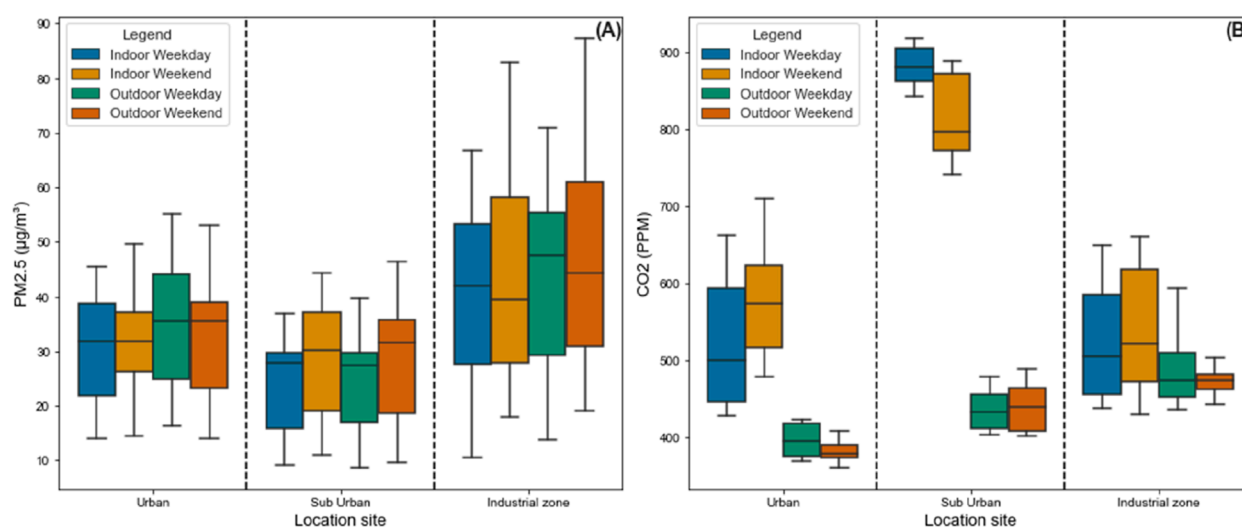 (A)
Legend
Indoor Weekday
Indoor Weekend
Outdoor Weekday
Outdoor Weekend
90
80
70
60
50
40
30
20
10
PM2.5 (µg/m³)
Urban
Sub Urban
Industrial zone
Location site
(B
Legend
Indoor Weekday
Indoor Weekend
Outdoor Weekday
Outdoor Weekend
900
800
700
600
500
400
CO2 (PPM)
Urban
Sub Urban
Industrial zone
Location site